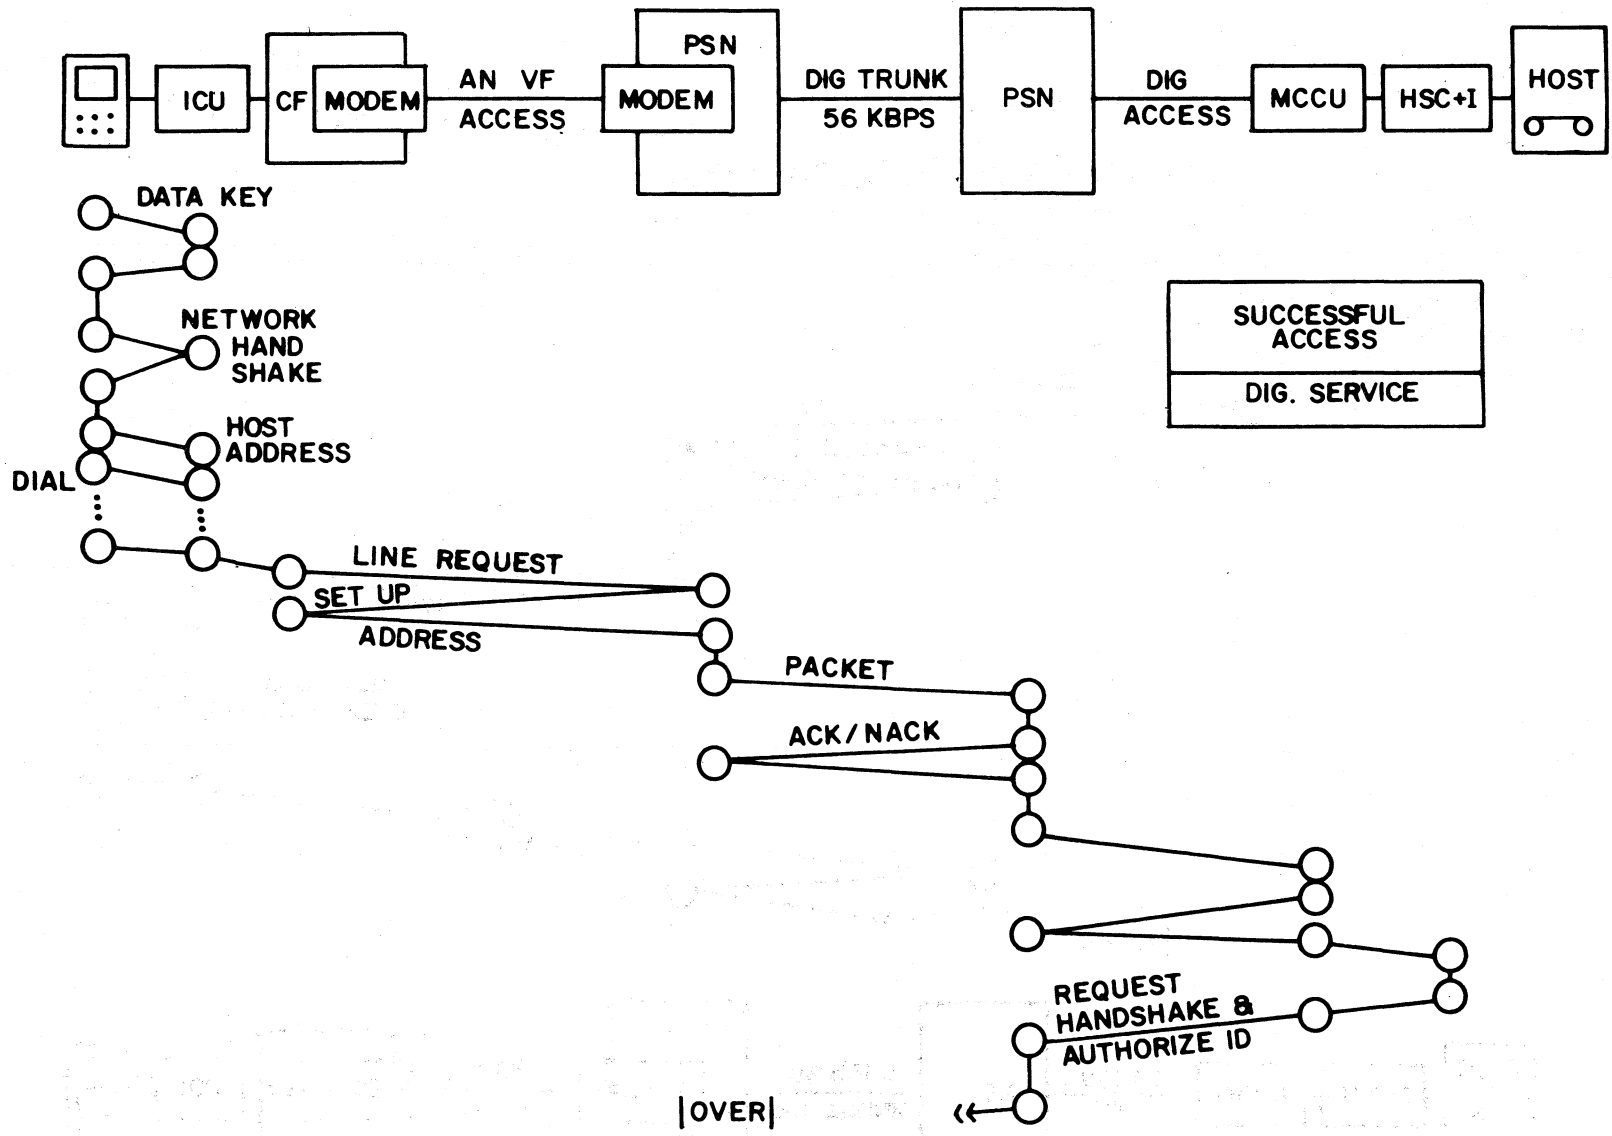 ICU
CF
MODEM
AN VF
ACCESS
PSN
MODEM
DIG TRUNK
56 KBPS
PSN
DIG
ACCESS
MCCU
HSC+I
HOST
DATA KEY
NETWORK
HAND
SHAKE
SUCCESSFUL
ACCESS
DIG. SERVICE
HOST
ADDRESS
DIAL
LINE REQUEST
SET UP
ADDRESS
PACKET
ACK/NACK
REQUEST
HANDSHAKE &
AUTHORIZE ID
|OVER|